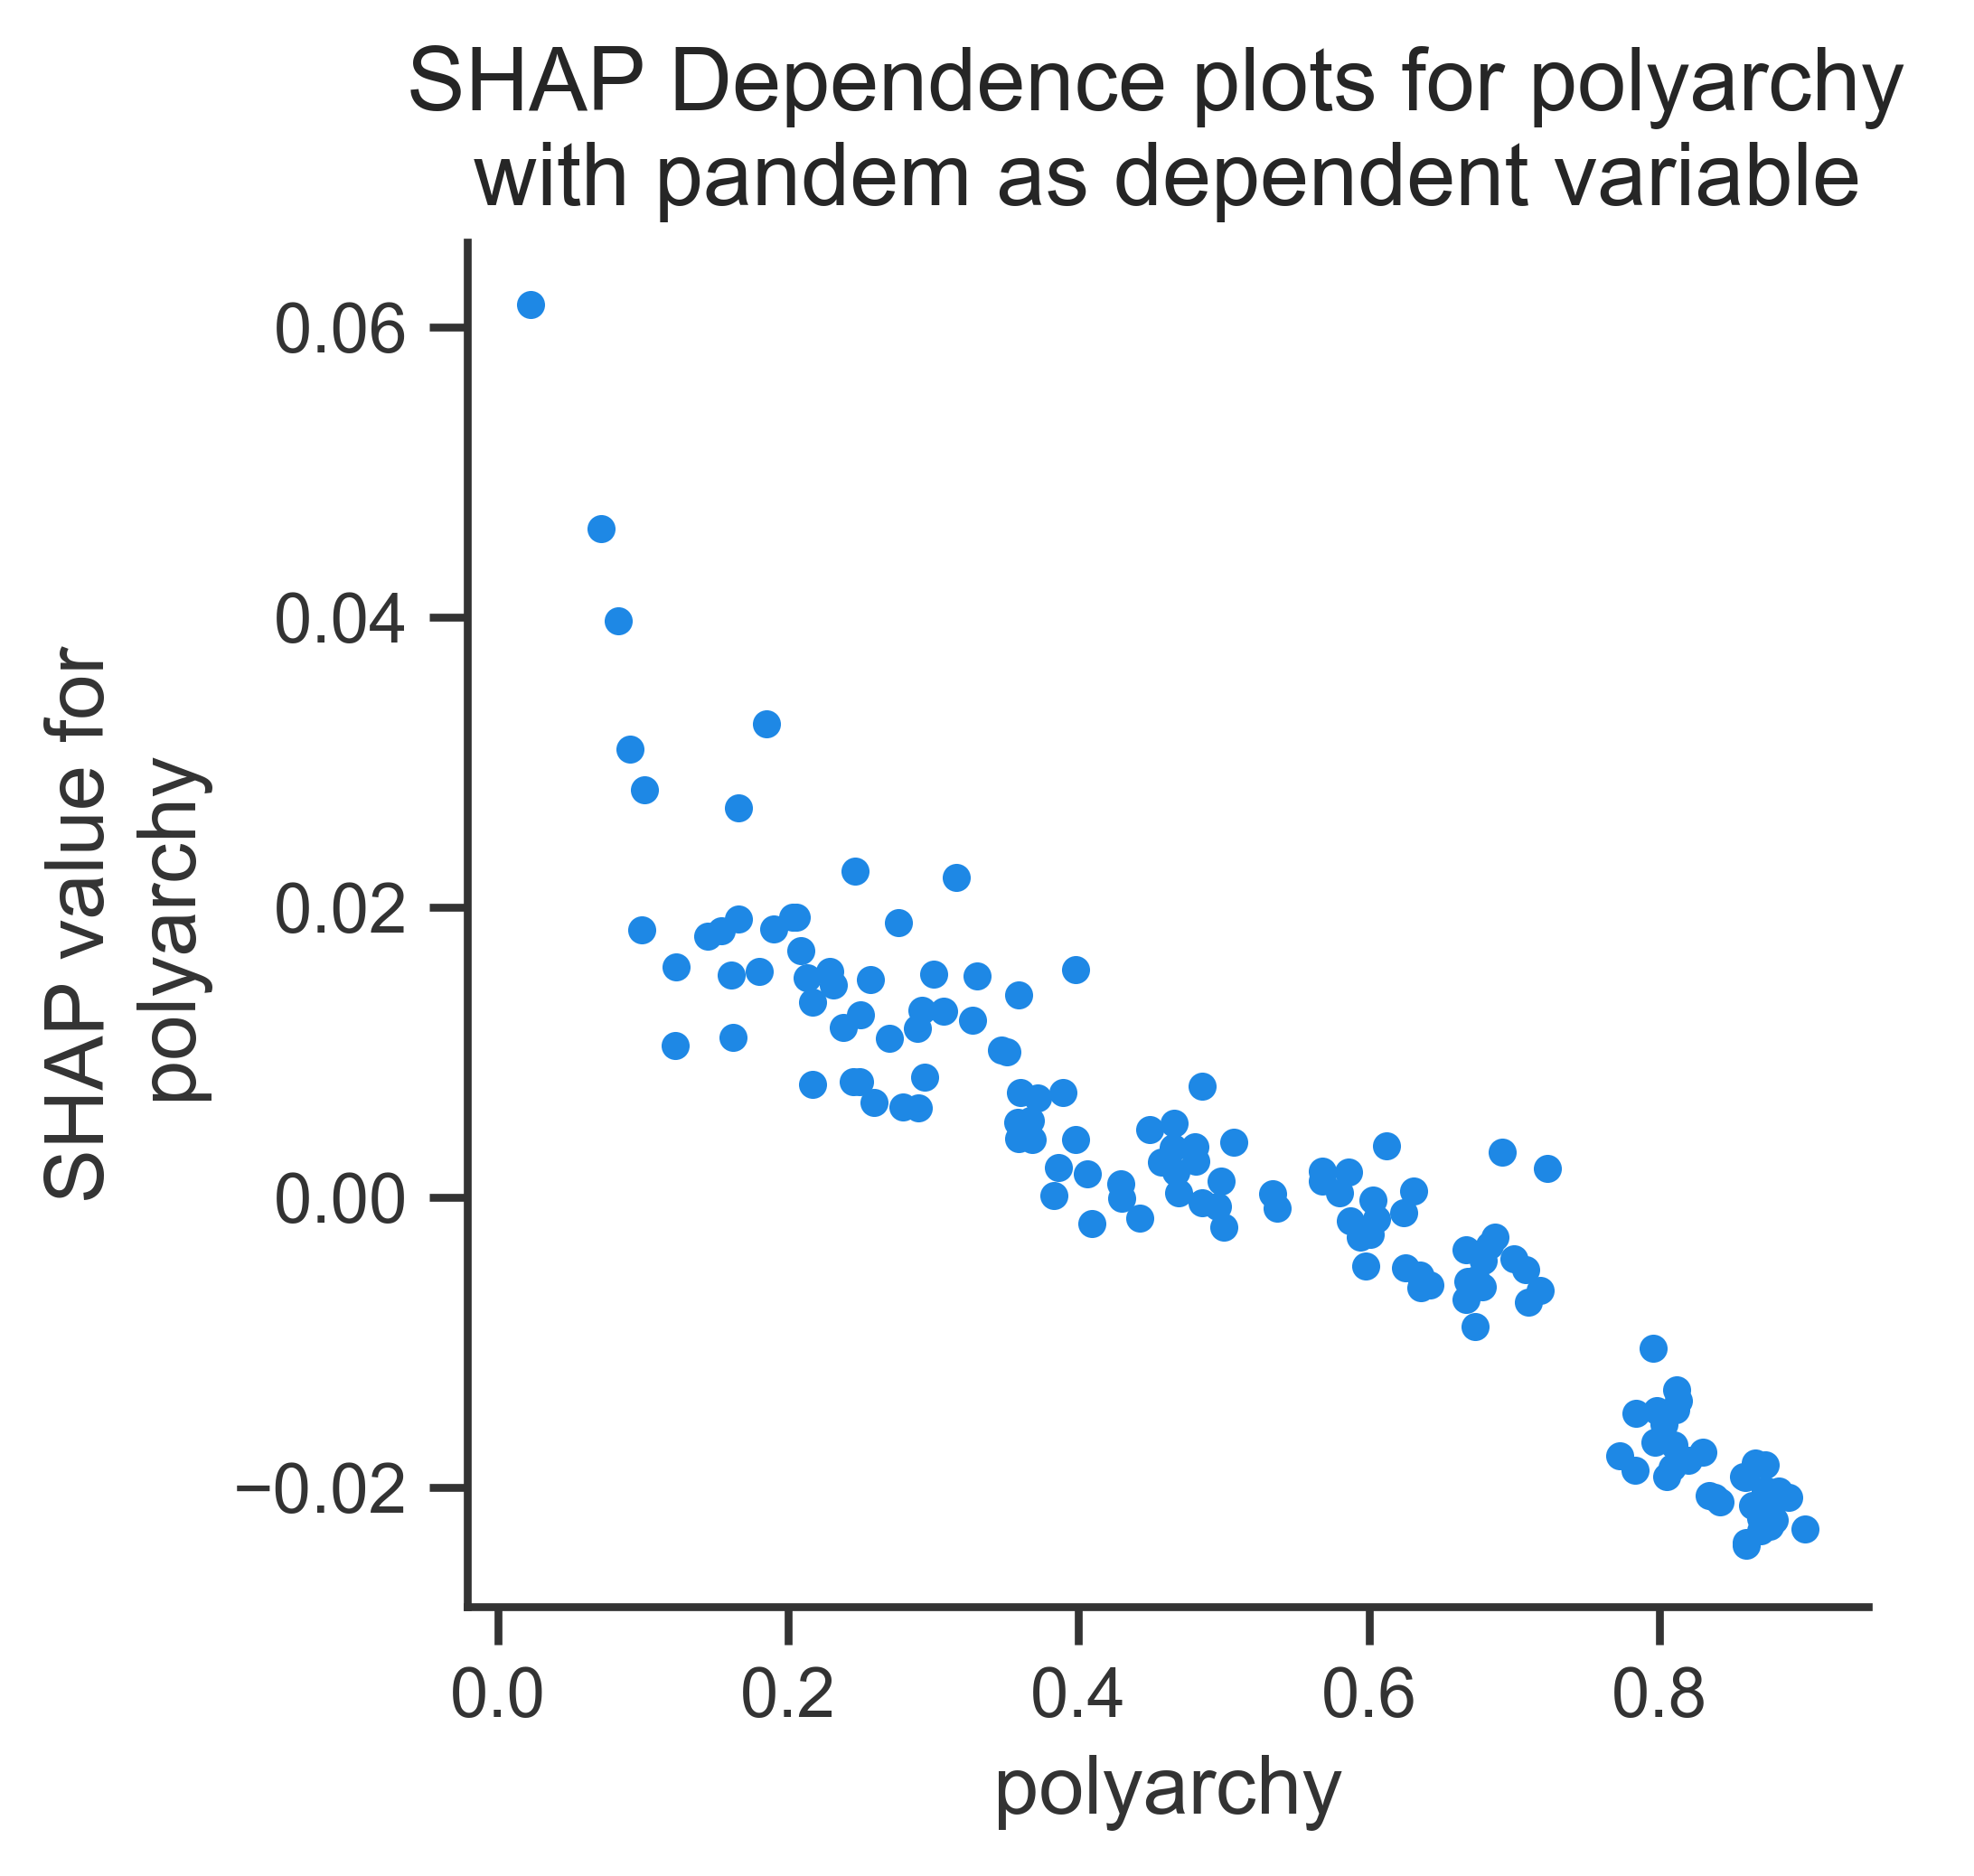 SHAP Dependence plots for polyarchy
with pandem as dependent variable
SHAP value for
polyarchy
0.06
0.04
0.02
0.00
−0.02
0.0
0.2
0.4
0.6
0.8
polyarchy